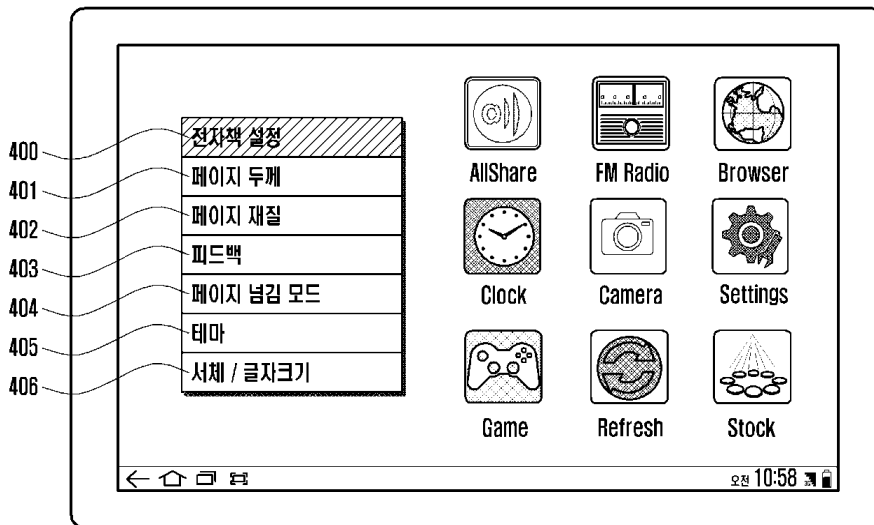 400 전자책 설정
401 페이지 두께
402 페이지 재질
403 피드백
404 페이지 넘김 모드
405 테마
406 서체 / 글자크기
AllShare FM Radio Browser
Clock Camera Settings
Game Refresh Stock
오전 10:58